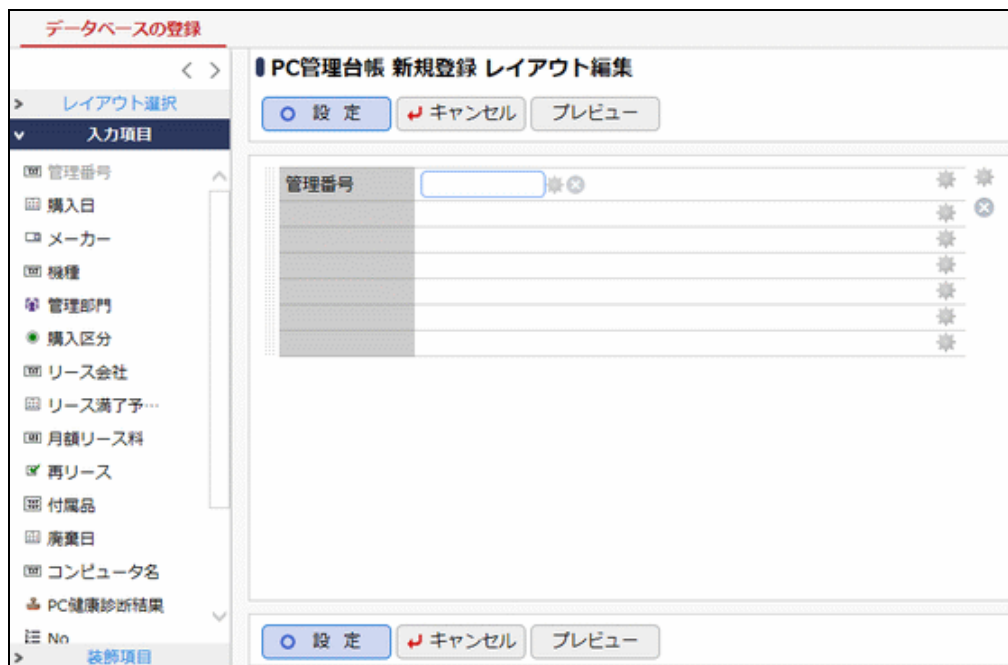 データベースの登録
レイアウト選択
入力項目
管理番号
購入日
メーカー
機種
管理部門
購入区分
リース会社
リース満了予…
月額リース料
再リース
付属品
廃棄日
コンピュータ名
PC健康診断結果
No
装飾項目
PC管理台帳 新規登録 レイアウト編集
設 定 キャンセル プレビュー
管理番号
設 定 キャンセル プレビュー